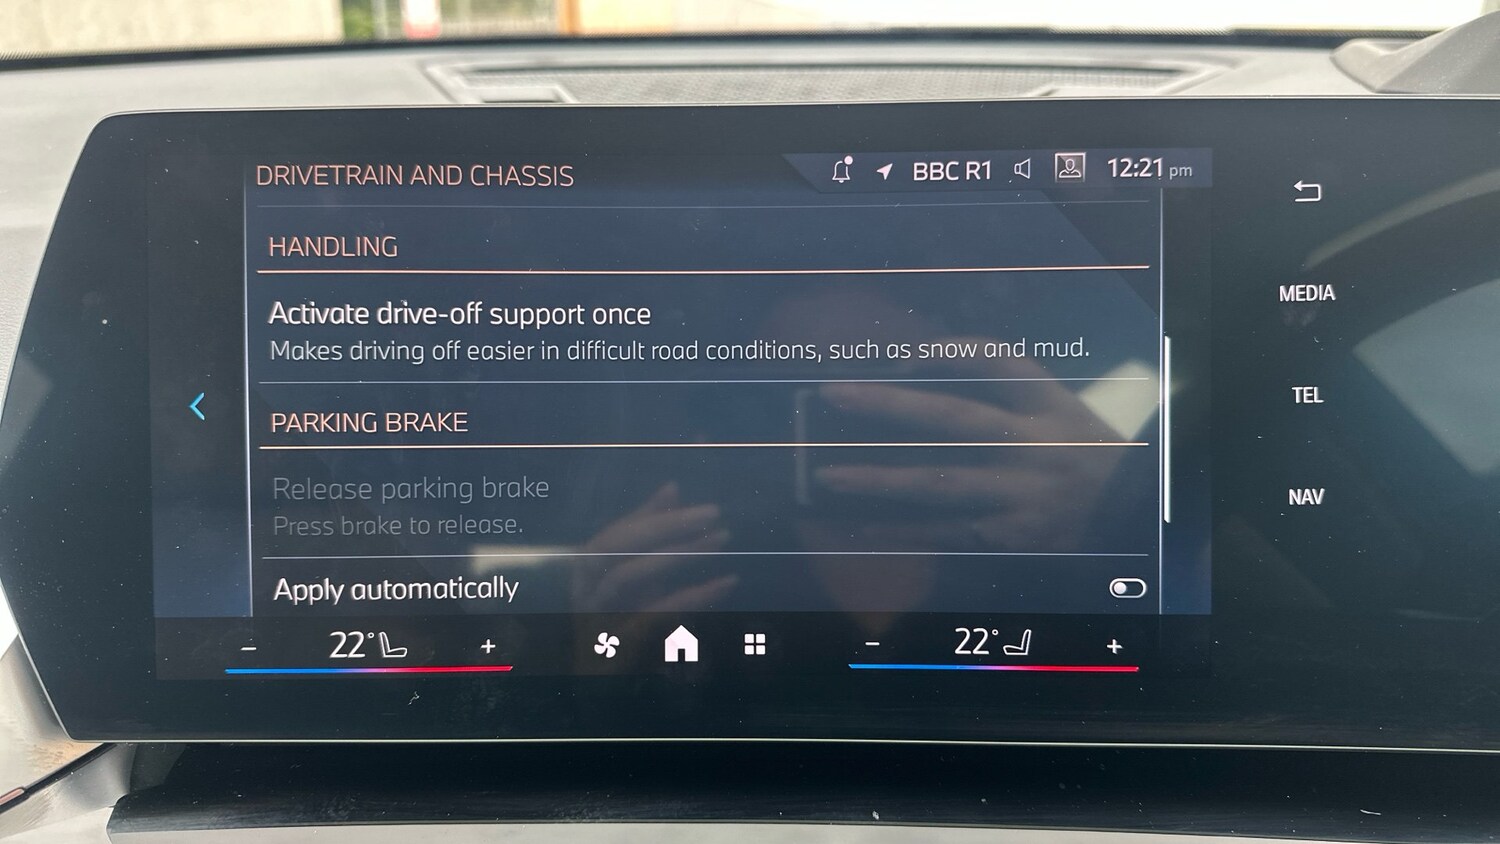 DRIVETRAIN AND CHASSIS
BBC R1
12:21 pm
HANDLING
Activate drive-off support once
Makes driving off easier in difficult road conditions, such as snow and mud.
PARKING BRAKE
Release parking brake
Press brake to release.
Apply automatically
- 22° +
- 22° +
MEDIA
TEL
NAV